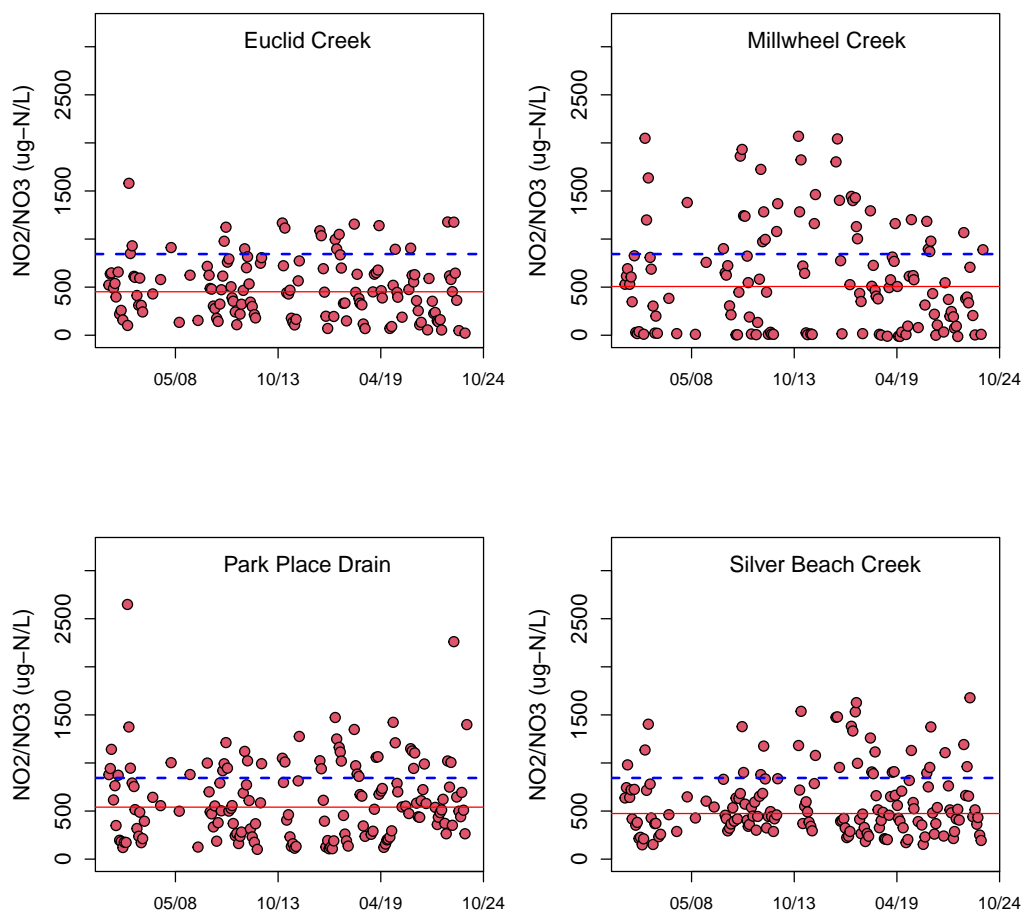 Euclid Creek
NO2/NO3 (ug−N/L)
2500
1500
500
0
05/08 10/13 04/19 10/24
Millwheel Creek
NO2/NO3 (ug−N/L)
2500
1500
500
0
05/08 10/13 04/19 10/24
Park Place Drain
NO2/NO3 (ug−N/L)
2500
1500
500
0
05/08 10/13 04/19 10/24
Silver Beach Creek
NO2/NO3 (ug−N/L)
2500
1500
500
0
05/08 10/13 04/19 10/24